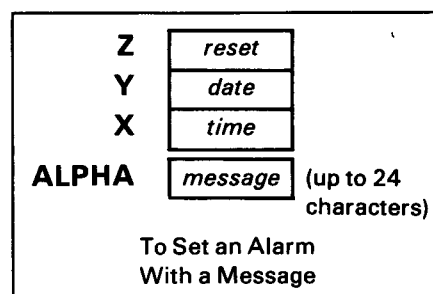 Z reset
Y date
X time
ALPHA message (up to 24
characters)
To Set an Alarm
With a Message